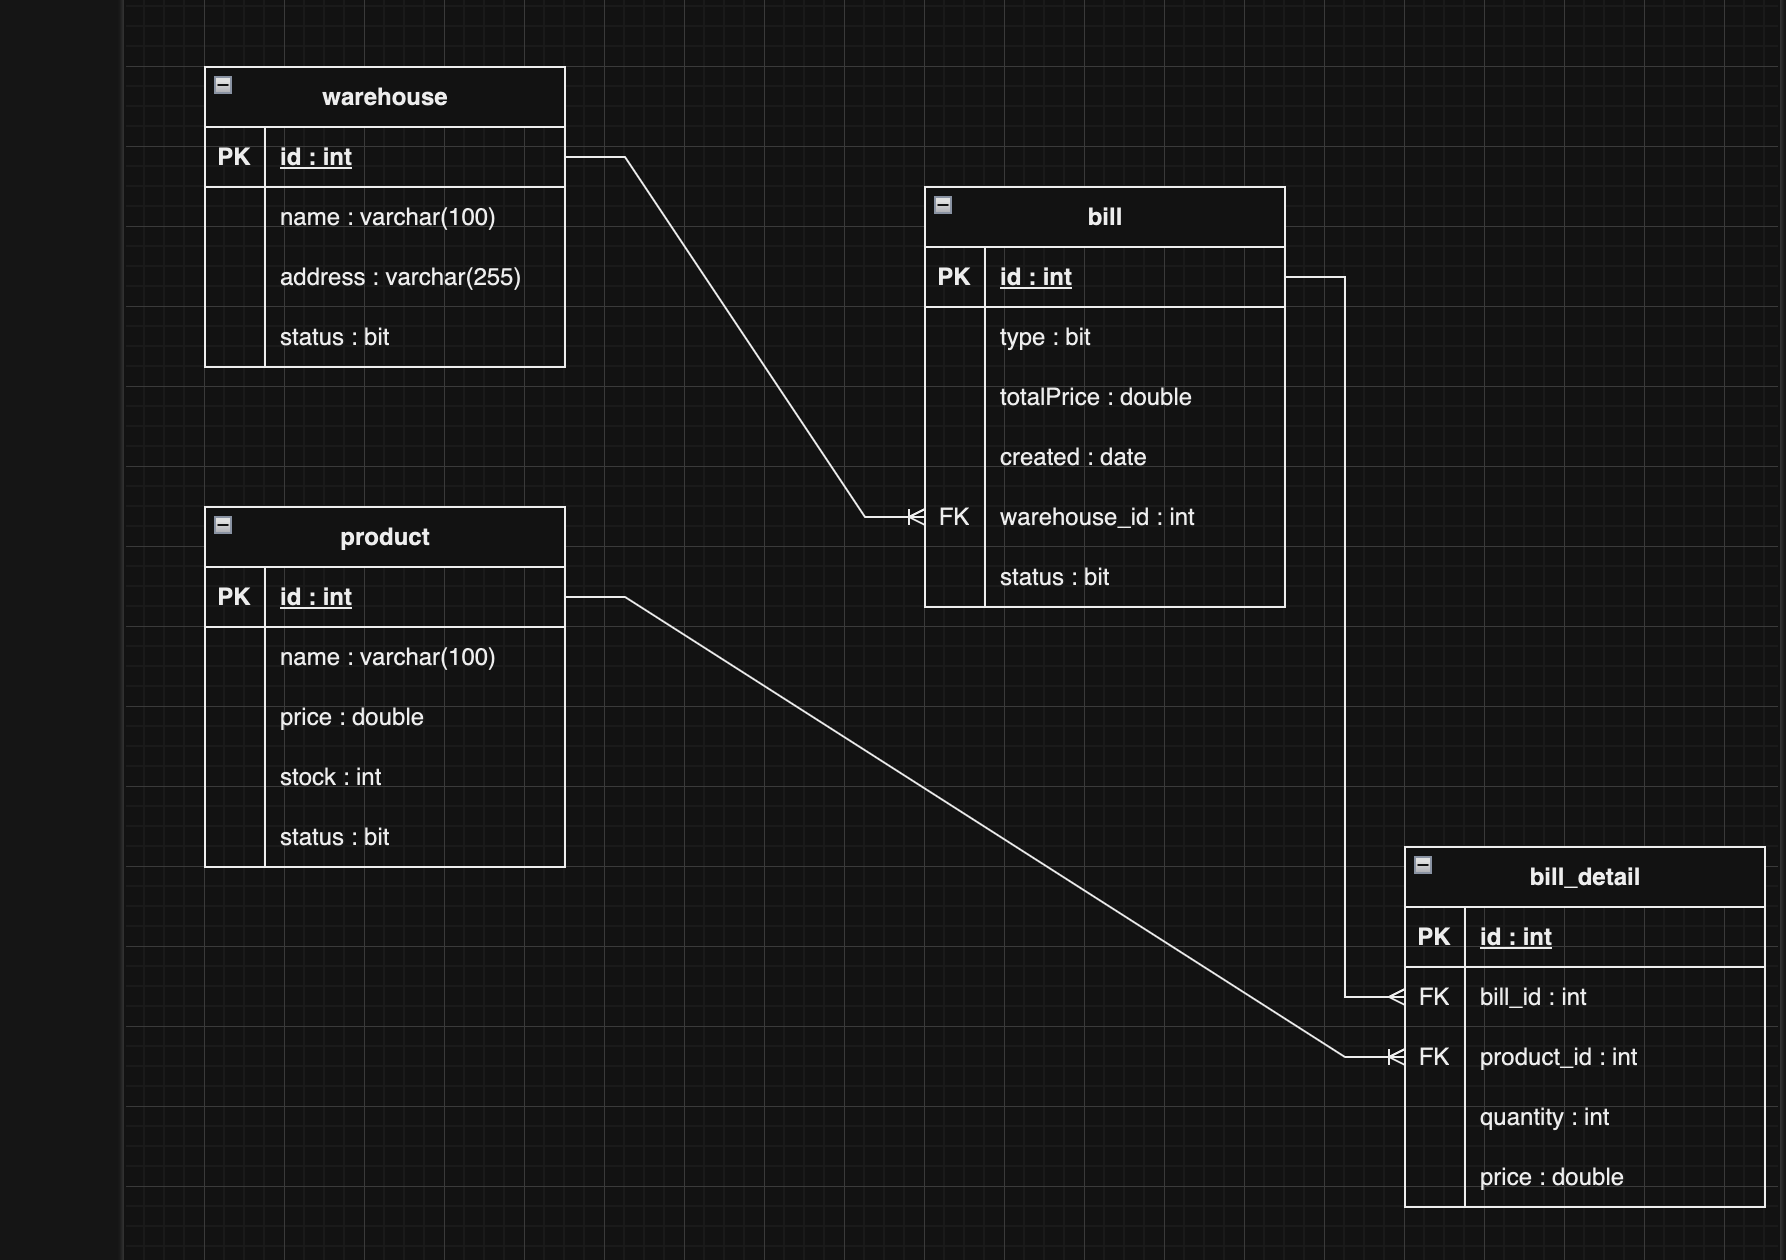 warehouse
PK id : int
name : varchar(100)
address : varchar(255)
status : bit
product
PK id : int
name : varchar(100)
price : double
stock : int
status : bit
bill
PK id : int
type : bit
totalPrice : double
created : date
FK warehouse_id : int
status : bit
bill_detail
PK id : int
FK bill_id : int
FK product_id : int
quantity : int
price : double